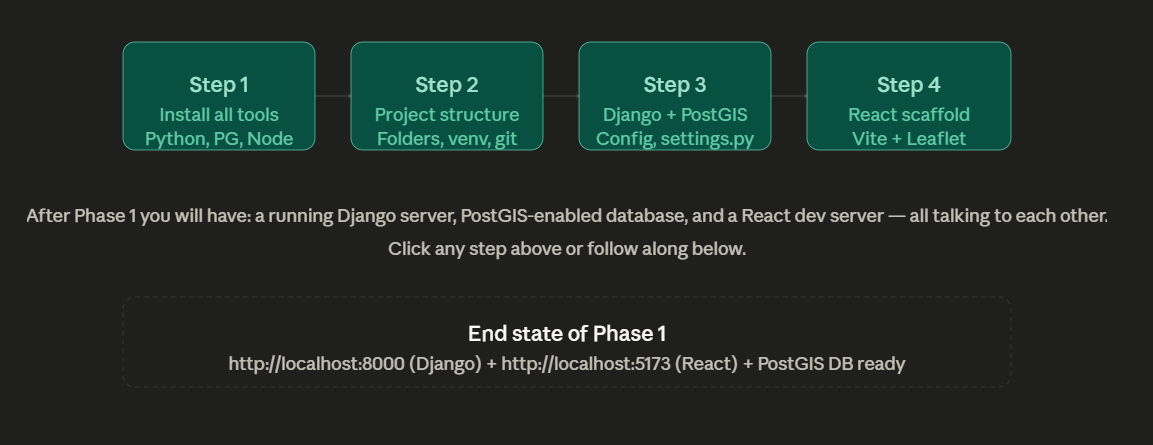 Step 1
Install all tools
Python, PG, Node
Step 2
Project structure
Folders, venv, git
Step 3
Django + PostGIS
Config, settings.py
Step 4
React scaffold
Vite + Leaflet
After Phase 1 you will have: a running Django server, PostGIS-enabled database, and a React dev server — all talking to each other.
Click any step above or follow along below.
End state of Phase 1
http://localhost:8000 (Django) + http://localhost:5173 (React) + PostGIS DB ready